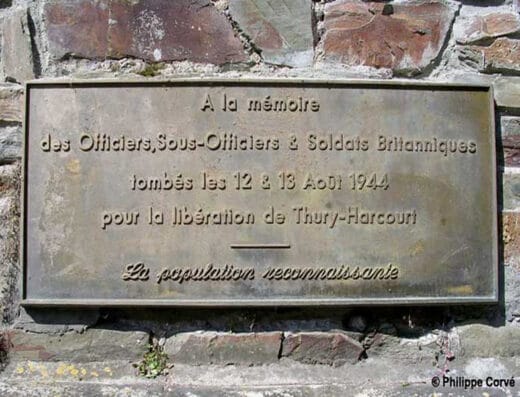 A la mémoire
des Officiers, Sous-Officiers & Soldats Britanniques
tombés les 12 & 13 Août 1944
pour la libération de Thury-Harcourt
La population reconnaissante
© Philippe Corvé